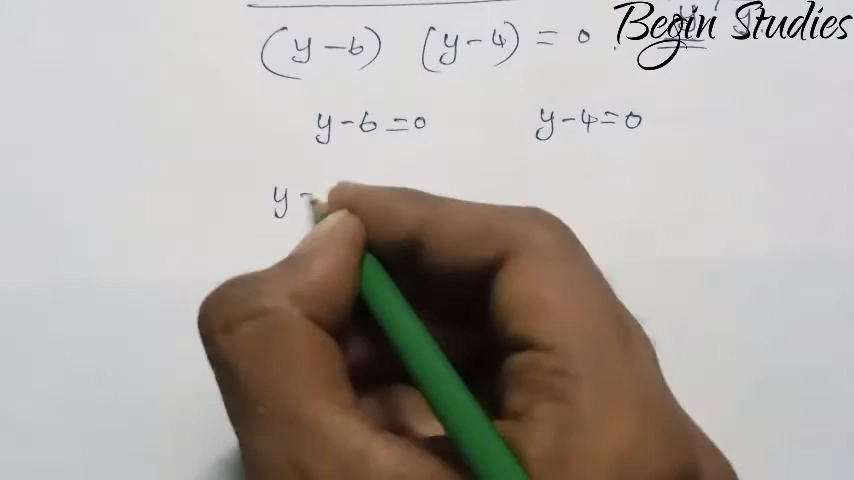 Begin Studies
(y-6) (y-4) = 0
y-6=0 y-4=0
y -